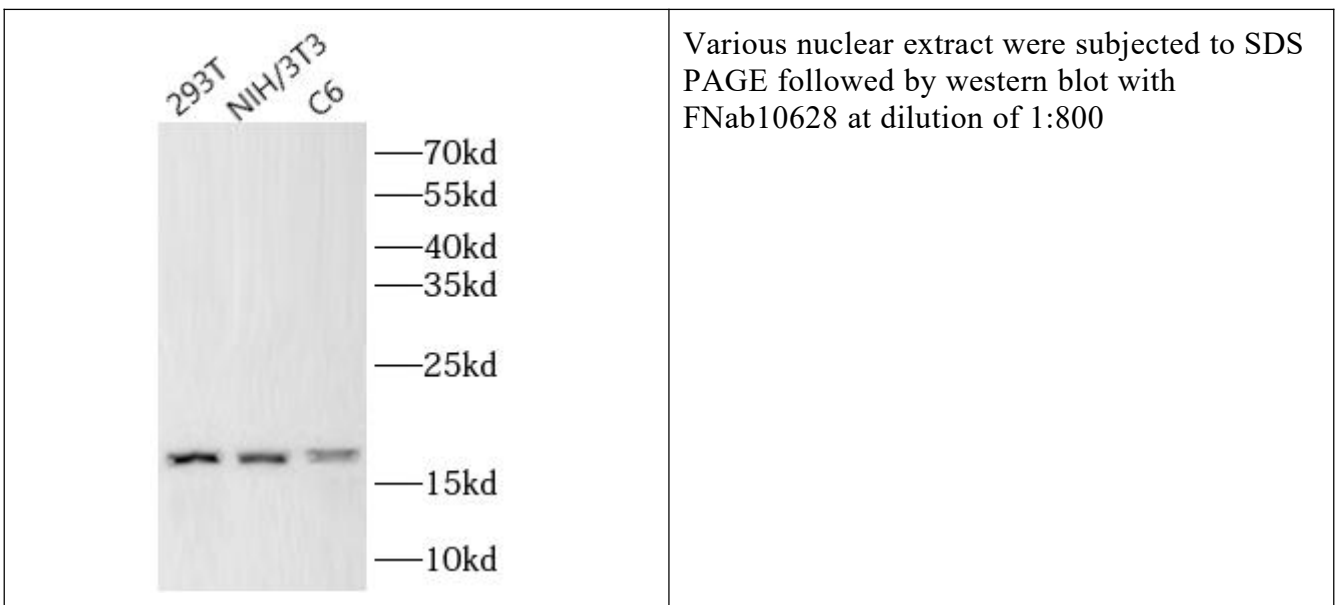 293T
NIH/3T3
C6
70kd
55kd
40kd
35kd
25kd
15kd
10kd
Various nuclear extract were subjected to SDS
PAGE followed by western blot with
FNab10628 at dilution of 1:800